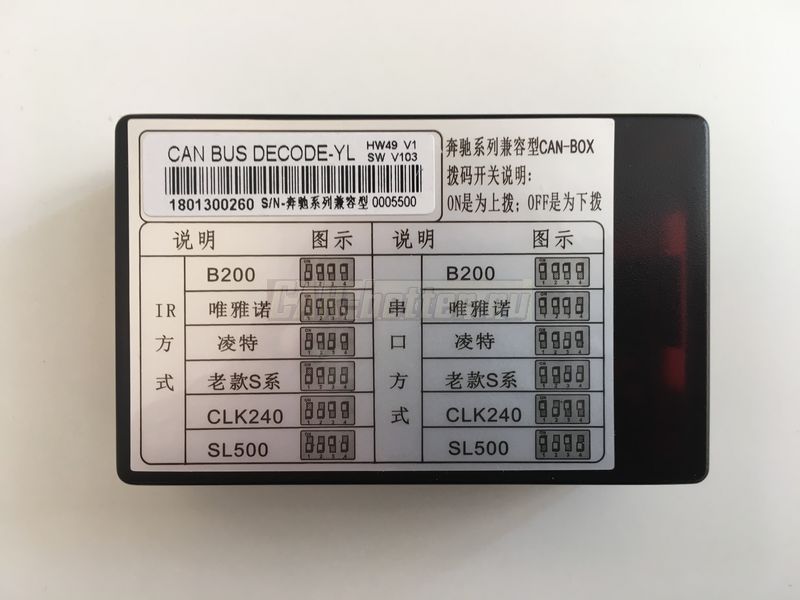 CAN BUS DECODE-YL HW49 V1
SW V103
1801300260 S/N-奔驰系列兼容型 0005500
奔驰系列兼容型CAN-BOX
拨码开关说明:
ON是为上拨; OFF是为下拨
说明 图示 说明 图示
IR方式
B200
唯雅诺
凌特
老款S系
CLK240
SL500
串口方式
B200
唯雅诺
凌特
老款S系
CLK240
SL500